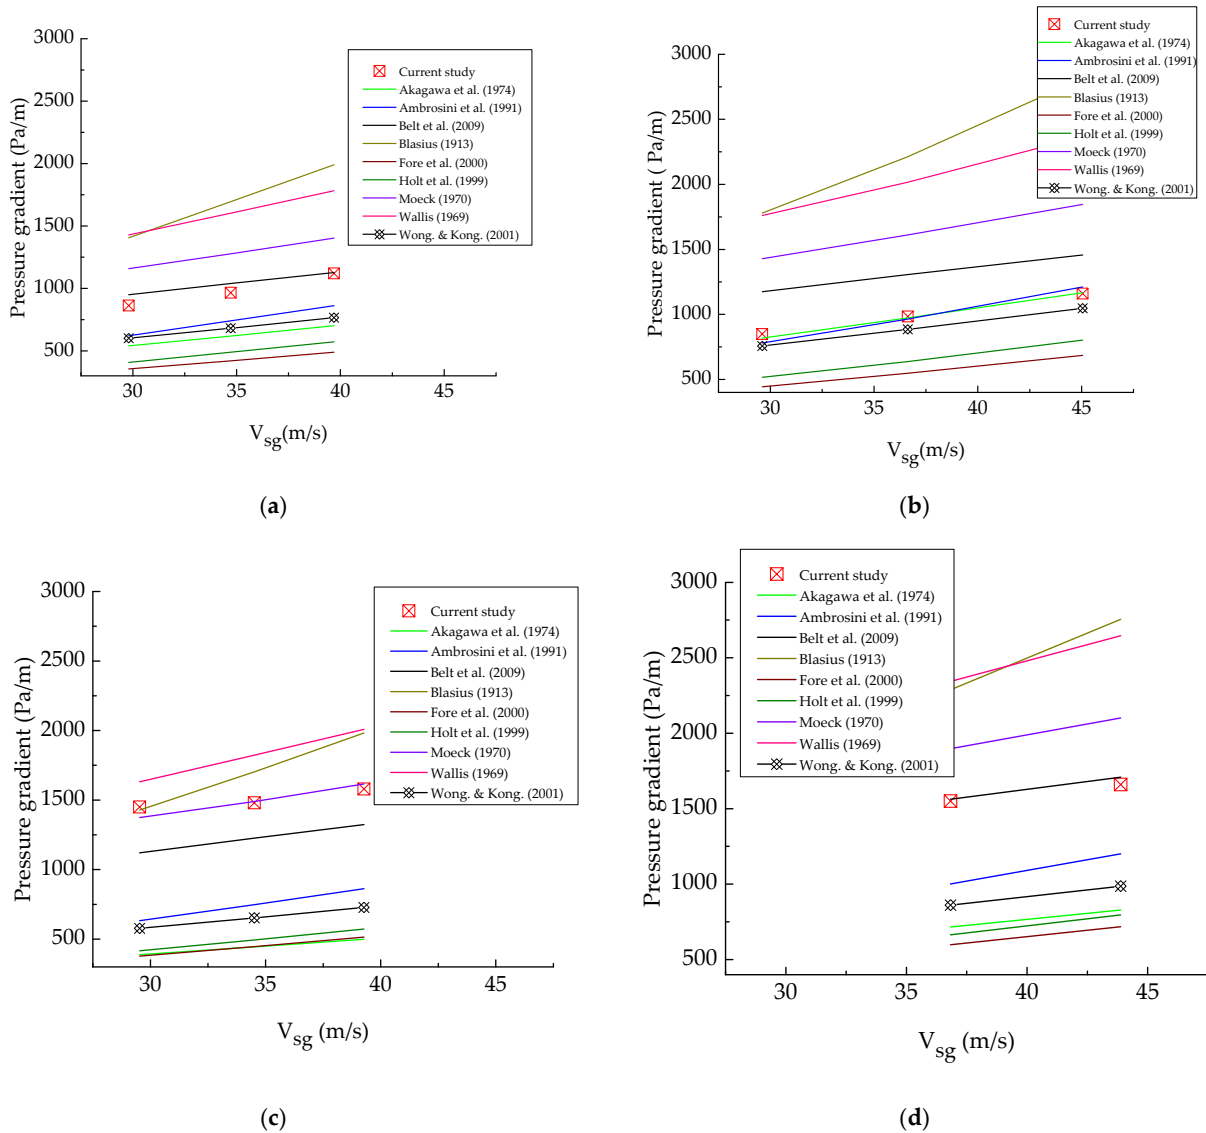 3000
2500
2000
1500
1000
500
30
35
40
45
Pressure gradient (Pa/m)
V_sg(m/s)
Current study
Akagawa et al. (1974)
Ambrosini et al. (1991)
Belt et al. (2009)
Blasius (1913)
Fore et al. (2000)
Holt et al. (1999)
Moeck (1970)
Wallis (1969)
Wong. & Kong. (2001)
(a)
3000
2500
2000
1500
1000
500
30
35
40
45
Pressure gradient ( Pa/m)
V_sg(m/s)
Current study
Akagawa et al. (1974)
Ambrosini et al. (1991)
Belt et al. (2009)
Blasius (1913)
Fore et al. (2000)
Holt et al. (1999)
Moeck (1970)
Wallis (1969)
Wong. & Kong. (2001)
(b)
3000
2500
2000
1500
1000
500
30
35
40
45
Pressure gradient (Pa/m)
V_sg (m/s)
Current study
Akagawa et al. (1974)
Ambrosini et al. (1991)
Belt et al. (2009)
Blasius (1913)
Fore et al. (2000)
Holt et al. (1999)
Moeck (1970)
Wallis (1969)
Wong. & Kong. (2001)
(c)
3000
2500
2000
1500
1000
500
30
35
40
45
Pressure gradient (Pa/m)
V_sg (m/s)
Current study
Akagawa et al. (1974)
Ambrosini et al. (1991)
Belt et al. (2009)
Blasius (1913)
Fore et al. (2000)
Holt et al. (1999)
Moeck (1970)
Wallis (1969)
Wong. & Kong. (2001)
(d)